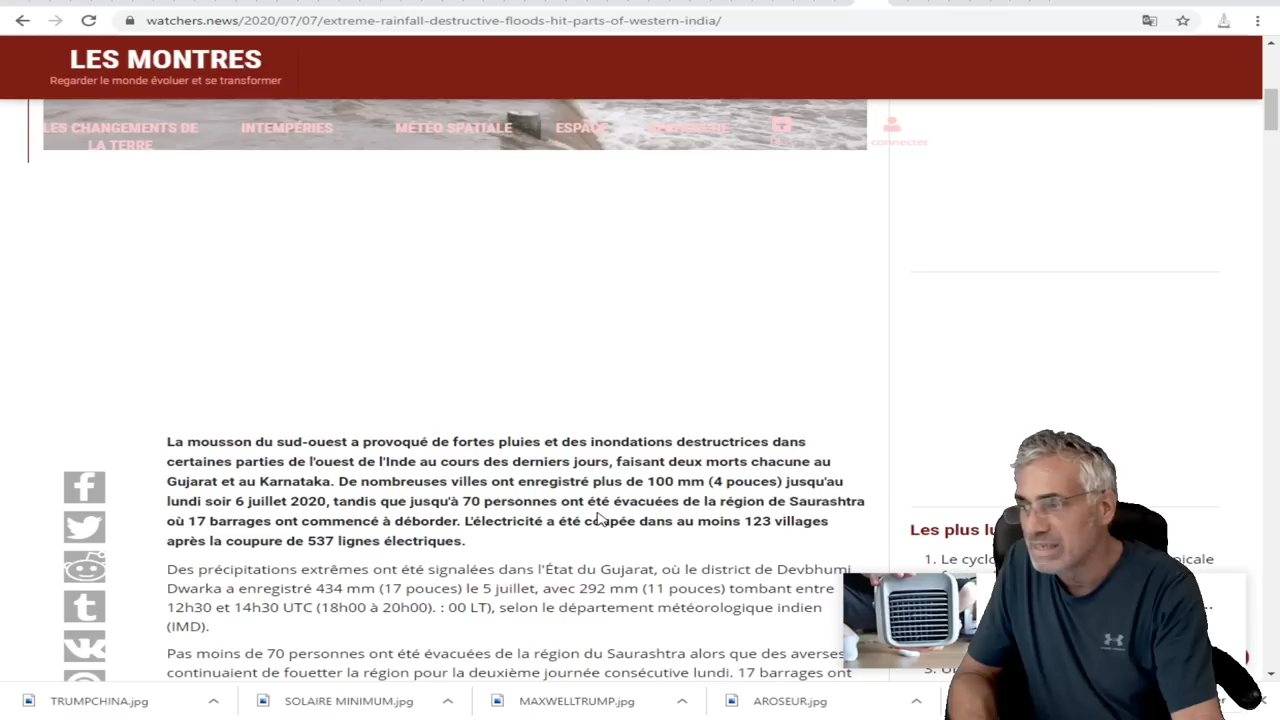 watchers.news/2020/07/07/extreme-rainfall-destructive-floods-hit-parts-of-western-india/
LES MONTRES
Regarder le monde évoluer et se transformer
LES CHANGEMENTS DE
LA TERRE
INTEMPÉRIES
MÉTÉO SPATIALE
ESPACE
connecter
La mousson du sud-ouest a provoqué de fortes pluies et des inondations destructrices dans
certaines parties de l'ouest de l'Inde au cours des derniers jours, faisant deux morts chacune au
Gujarat et au Karnataka. De nombreuses villes ont enregistré plus de 100 mm (4 pouces) jusqu'au
lundi soir 6 juillet 2020, tandis que jusqu'à 70 personnes ont été évacuées de la région de Saurashtra
où 17 barrages ont commencé à déborder. L'électricité a été coupée dans au moins 123 villages
après la coupure de 537 lignes électriques.
Des précipitations extrêmes ont été signalées dans l'État du Gujarat, où le district de Devbhumi
Dwarka a enregistré 434 mm (17 pouces) le 5 juillet, avec 292 mm (11 pouces) tombant entre
12h30 et 14h30 UTC (18h00 à 20h00). : 00 LT), selon le département météorologique indien
(IMD).
Pas moins de 70 personnes ont été évacuées de la région du Saurashtra alors que des averses
continuaient de fouetter la région pour la deuxième journée consécutive lundi. 17 barrages ont
Les plus
1. Le
3.
TRUMPCHINA.jpg
SOLAIRE MINIMUM.jpg
MAXWELLTRUMP.jpg
AROSEUR.jpg